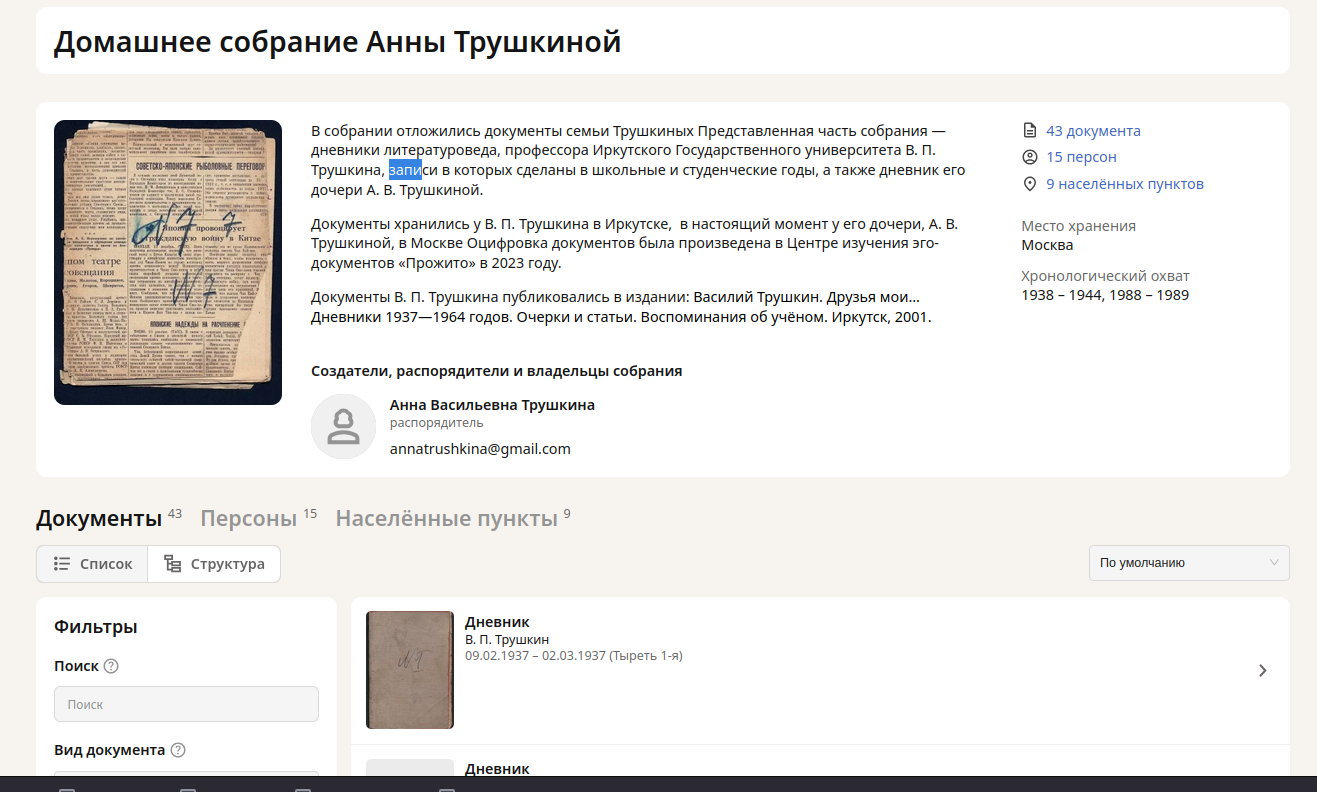 Домашнее собрание Анны Трушкиной
СОВЕТСКО-ЯПОНСКИЕ РЫБОЛОВНЫЕ ПЕРЕГОВОР
Япония провоцирует
гражданскую войну в Китае
ном театре
совещания
ЯПОНСКИЕ НАДЕЖДЫ НА РАСЧЛЕНЕНИЕ
В собрании отложились документы семьи Трушкиных Представленная часть собрания —
дневники литературоведа, профессора Иркутского Государственного университета В. П.
Трушкина, записи в которых сделаны в школьные и студенческие годы, а также дневник его
дочери А. В. Трушкиной.
Документы хранились у В. П. Трушкина в Иркутске, в настоящий момент у его дочери, А. В.
Трушкиной, в Москве Оцифровка документов была произведена в Центре изучения эго-
документов «Прожито» в 2023 году.
Документы В. П. Трушкина публиковались в издании: Василий Трушкин. Друзья мои...
Дневники 1937—1964 годов. Очерки и статьи. Воспоминания об учёном. Иркутск, 2001.
Создатели, распорядители и владельцы собрания
Анна Васильевна Трушкина
распорядитель
annatrushkina@gmail.com
43 документа
15 персон
9 населённых пунктов
Место хранения
Москва
Хронологический охват
1938 – 1944, 1988 – 1989
Документы 43 Персоны 15 Населённые пункты 9
Список Структура
По умолчанию
Фильтры
Поиск ?
Поиск
Вид документа ?
Дневник
В. П. Трушкин
09.02.1937 – 02.03.1937 (Тыреть 1-я)
Дневник